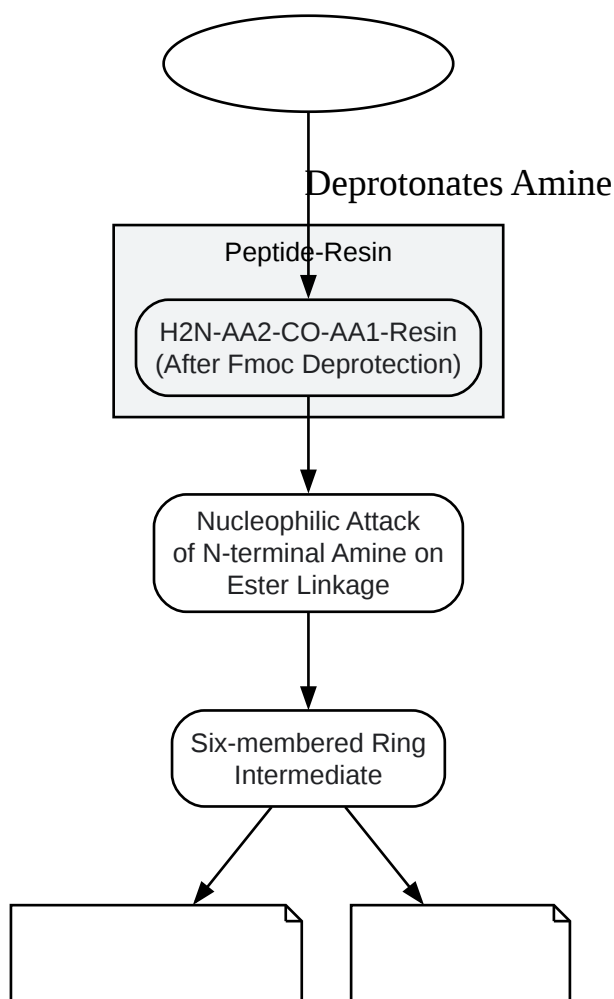 Deprotonates Amine
Peptide-Resin
H2N-AA2-CO-AA1-Resin
(After Fmoc Deprotection)
Nucleophilic Attack
of N-terminal Amine on
Ester Linkage
Six-membered Ring
Intermediate